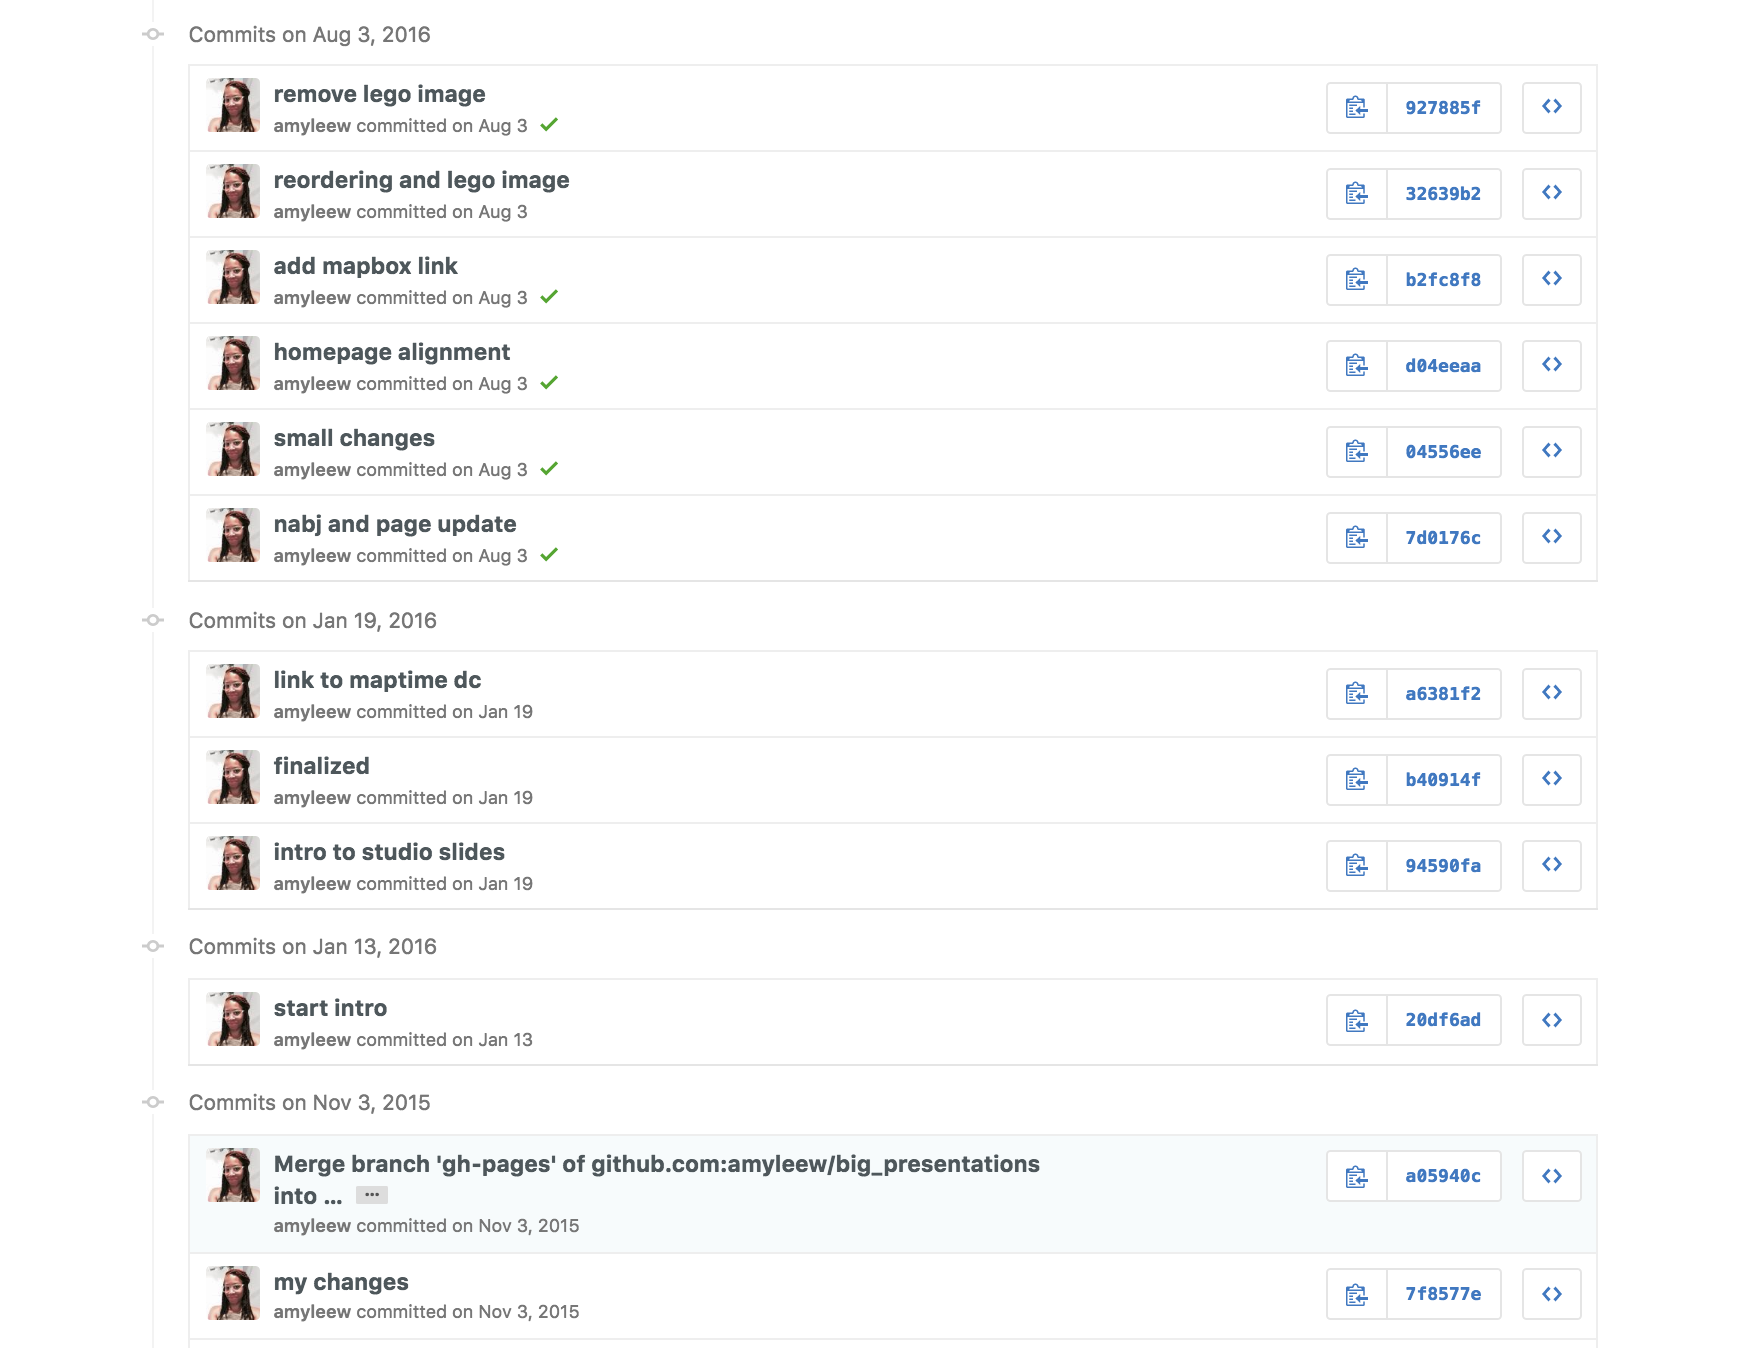 Commits on Aug 3, 2016
remove lego image
amyleew committed on Aug 3
927885f
reordering and lego image
amyleew committed on Aug 3
32639b2
add mapbox link
amyleew committed on Aug 3
b2fc8f8
homepage alignment
amyleew committed on Aug 3
d04eeaa
small changes
amyleew committed on Aug 3
04556ee
nabj and page update
amyleew committed on Aug 3
7d0176c
Commits on Jan 19, 2016
link to maptime dc
amyleew committed on Jan 19
a6381f2
finalized
amyleew committed on Jan 19
b40914f
intro to studio slides
amyleew committed on Jan 19
94590fa
Commits on Jan 13, 2016
start intro
amyleew committed on Jan 13
20df6ad
Commits on Nov 3, 2015
Merge branch 'gh-pages' of github.com:amyleew/big_presentations
into ... …
amyleew committed on Nov 3, 2015
a05940c
my changes
amyleew committed on Nov 3, 2015
7f8577e